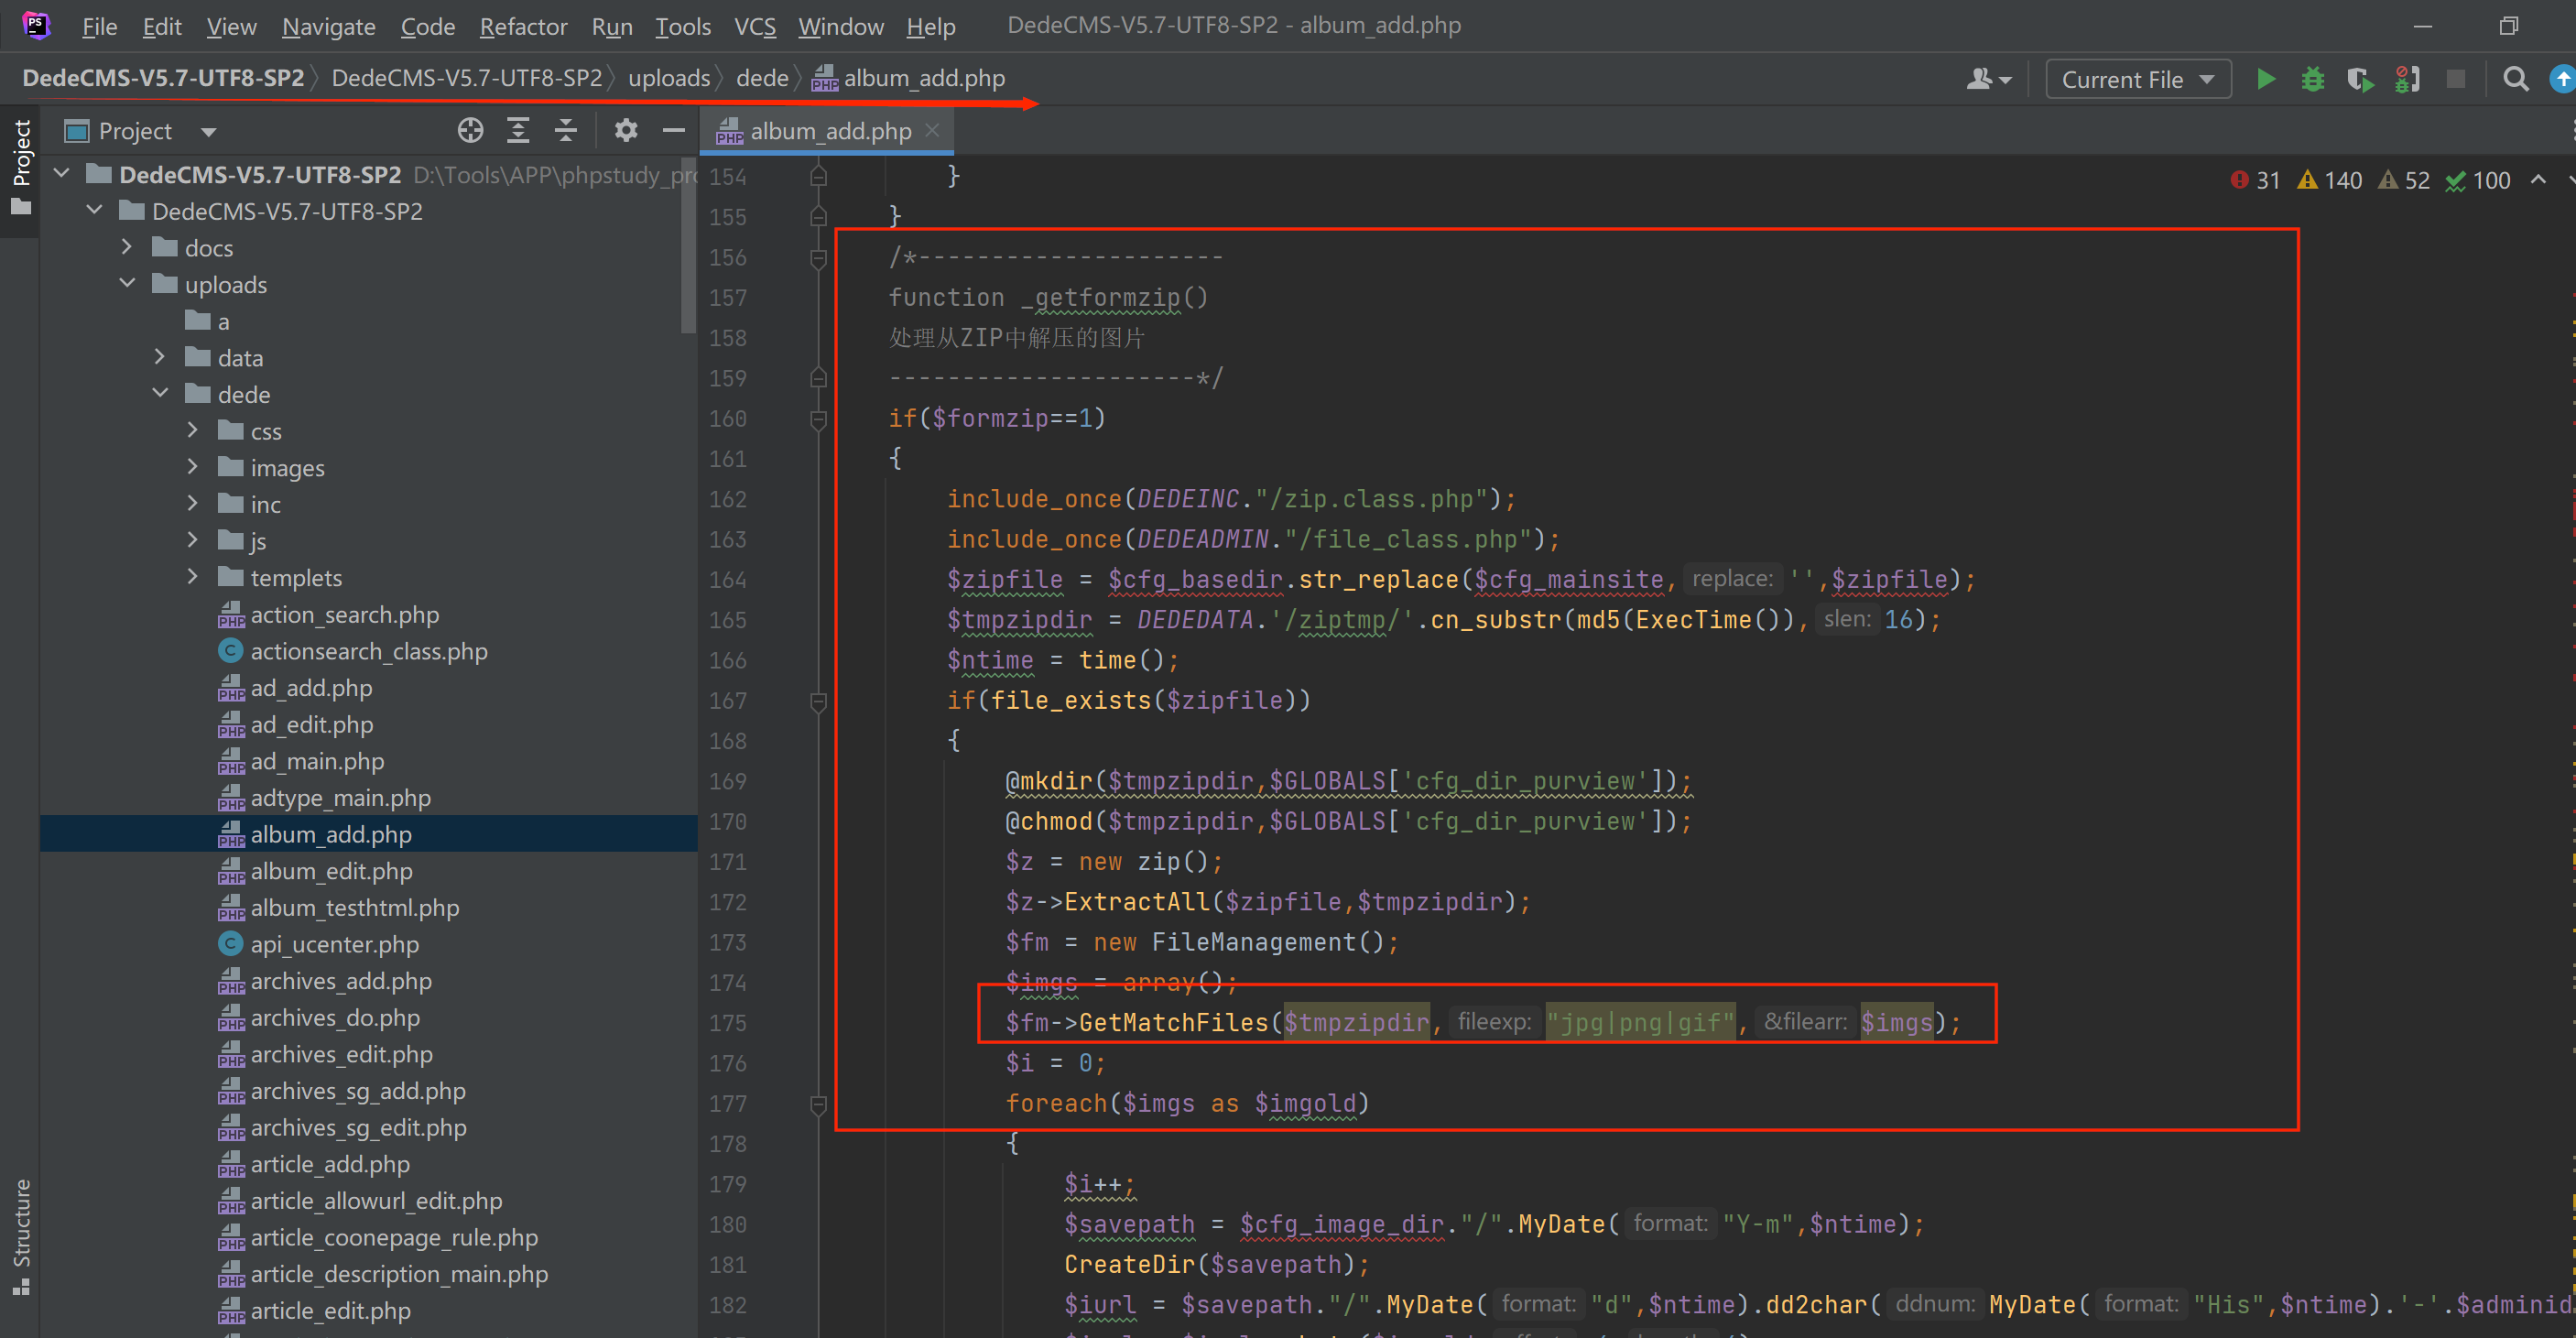 File Edit View Navigate Code Refactor Run Tools VCS Window Help DedeCMS-V5.7-UTF8-SP2 - album_add.php
DedeCMS-V5.7-UTF8-SP2 DedeCMS-V5.7-UTF8-SP2 uploads dede album_add.php Current File
Project
Structure
Project
DedeCMS-V5.7-UTF8-SP2 D:\Tools\APP\phpstudy_pro
DedeCMS-V5.7-UTF8-SP2
docs
uploads
a
data
dede
css
images
inc
js
templets
action_search.php
actionsearch_class.php
ad_add.php
ad_edit.php
ad_main.php
adtype_main.php
album_add.php
album_edit.php
album_testhtml.php
api_ucenter.php
archives_add.php
archives_do.php
archives_edit.php
archives_sg_add.php
archives_sg_edit.php
article_add.php
article_allowurl_edit.php
article_coonepage_rule.php
article_description_main.php
article_edit.php
album_add.php
31 140 52 100
154 }
155 }
156 /*---------------------
157 function _getformzip()
158 处理从ZIP中解压的图片
159 ---------------------*/
160 if($formzip==1)
161 {
162 include_once(DEDEINC."/zip.class.php");
163 include_once(DEDEADMIN."/file_class.php");
164 $zipfile = $cfg_basedir.str_replace($cfg_mainsite, replace: '',$zipfile);
165 $tmpzipdir = DEDEDATA.'/ziptmp/'.cn_substr(md5(ExecTime()), slen: 16);
166 $ntime = time();
167 if(file_exists($zipfile))
168 {
169 @mkdir($tmpzipdir,$GLOBALS['cfg_dir_purview']);
170 @chmod($tmpzipdir,$GLOBALS['cfg_dir_purview']);
171 $z = new zip();
172 $z->ExtractAll($zipfile,$tmpzipdir);
173 $fm = new FileManagement();
174 $imgs = array();
175 $fm->GetMatchFiles($tmpzipdir, fileexp: "jpg|png|gif", &filearr: $imgs);
176 $i = 0;
177 foreach($imgs as $imgold)
178 {
179 $i++;
180 $savepath = $cfg_image_dir."/".MyDate( format: "Y-m",$ntime);
181 CreateDir($savepath);
182 $iurl = $savepath."/".MyDate( format: "d",$ntime).dd2char( ddnum: MyDate( format: "His",$ntime).'-'.$adminid